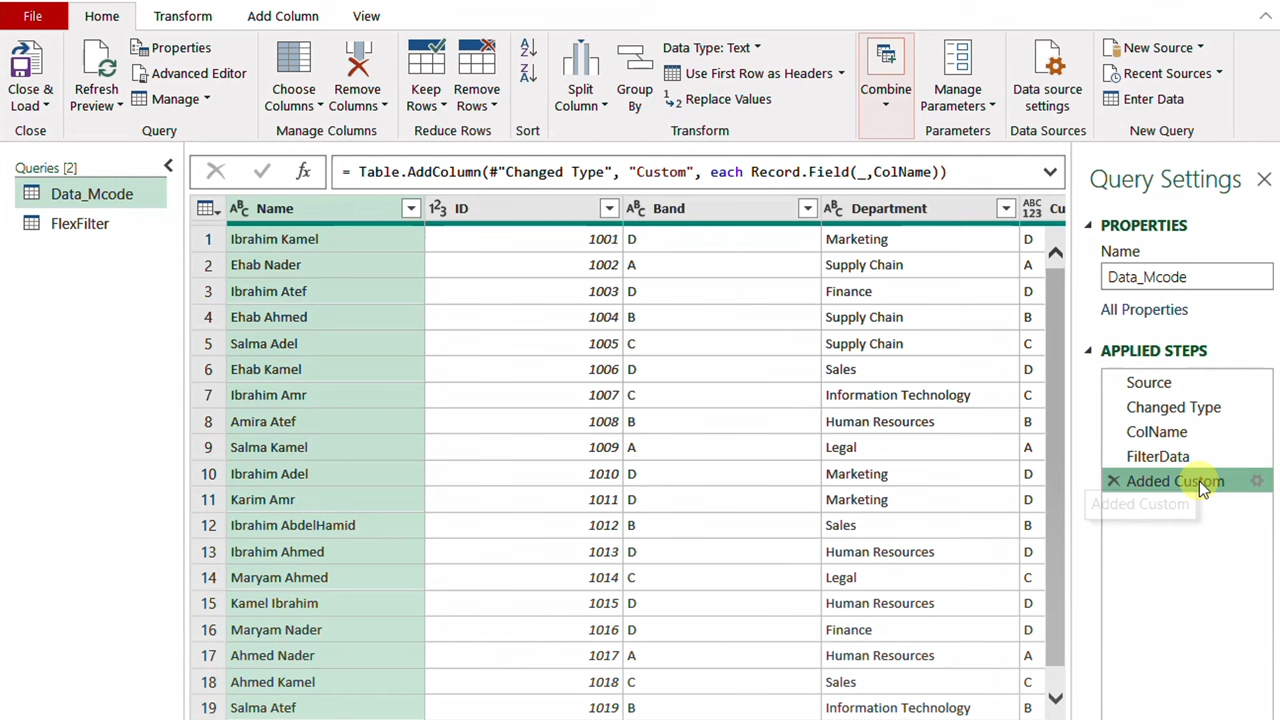 File Home Transform Add Column View
Close & Load
Refresh Preview
Properties
Advanced Editor
Manage
Choose Columns
Remove Columns
Keep Rows
Remove Rows
Split Column
Group By
Data Type: Text
Use First Row as Headers
Replace Values
Combine
Manage Parameters
Data source settings
New Source
Recent Sources
Enter Data
Close Query Manage Columns Reduce Rows Sort Transform Parameters Data Sources New Query
Queries [2]
Data_Mcode
FlexFilter
fx = Table.AddColumn(#"Changed Type", "Custom", each Record.Field(_,ColName))
ABC Name 123 ID ABC Band ABC Department ABC 123 Cu
1 Ibrahim Kamel 1001 D Marketing D
2 Ehab Nader 1002 A Supply Chain A
3 Ibrahim Atef 1003 D Finance D
4 Ehab Ahmed 1004 B Supply Chain B
5 Salma Adel 1005 C Supply Chain C
6 Ehab Kamel 1006 D Sales D
7 Ibrahim Amr 1007 C Information Technology C
8 Amira Atef 1008 B Human Resources B
9 Salma Kamel 1009 A Legal A
10 Ibrahim Adel 1010 D Marketing D
11 Karim Amr 1011 D Marketing D
12 Ibrahim AbdelHamid 1012 B Sales B
13 Ibrahim Ahmed 1013 D Human Resources D
14 Maryam Ahmed 1014 C Legal C
15 Kamel Ibrahim 1015 D Human Resources D
16 Maryam Nader 1016 D Finance D
17 Ahmed Nader 1017 A Human Resources A
18 Ahmed Kamel 1018 C Sales C
19 Salma Atef 1019 B Information Technology B
Query Settings
PROPERTIES
Name
Data_Mcode
All Properties
APPLIED STEPS
Source
Changed Type
ColName
FilterData
Added Custom
Added Custom